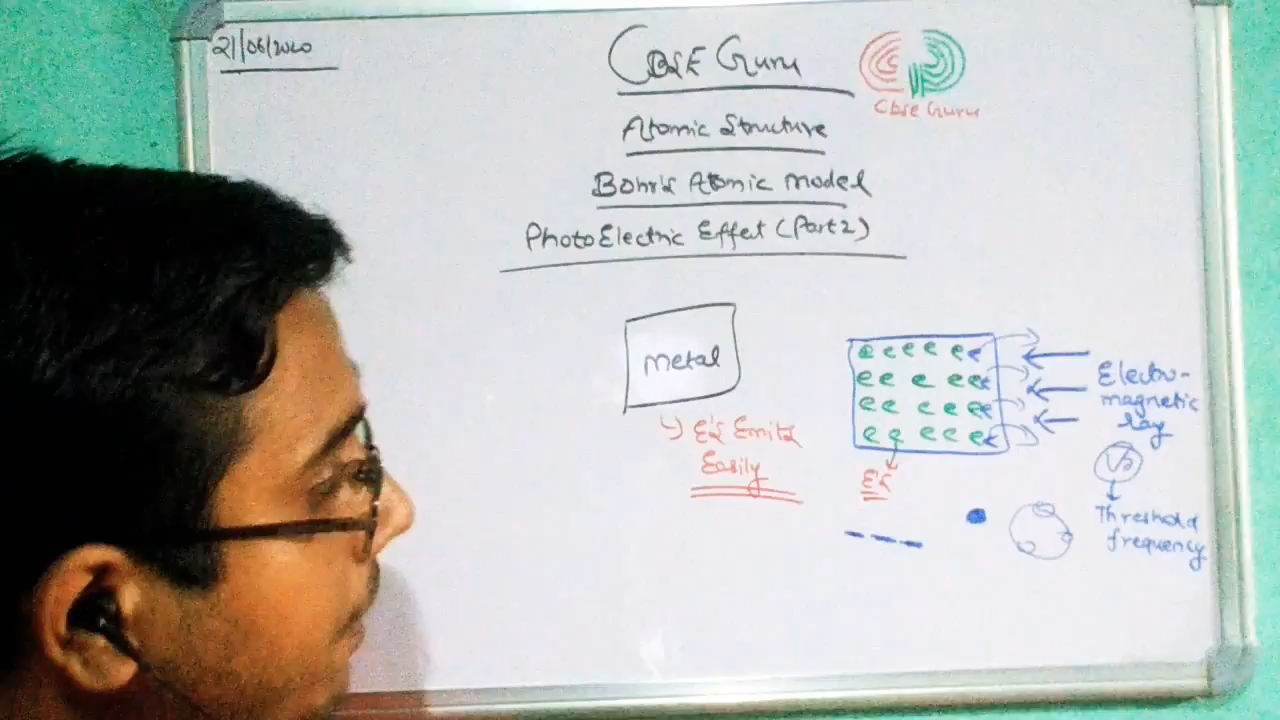 21/06/2020
CBSE Guru
Cbse Guru
Atomic Structure
Bohr's Atomic Model
PhotoElectric Effect (Part 2)
Metal
E's Emits
Easily
e e e e e e
e e e e e e
e e e e e e
e e e e e e
E's
Electro-
magnetic
ray
ν₀
Threshold
frequency